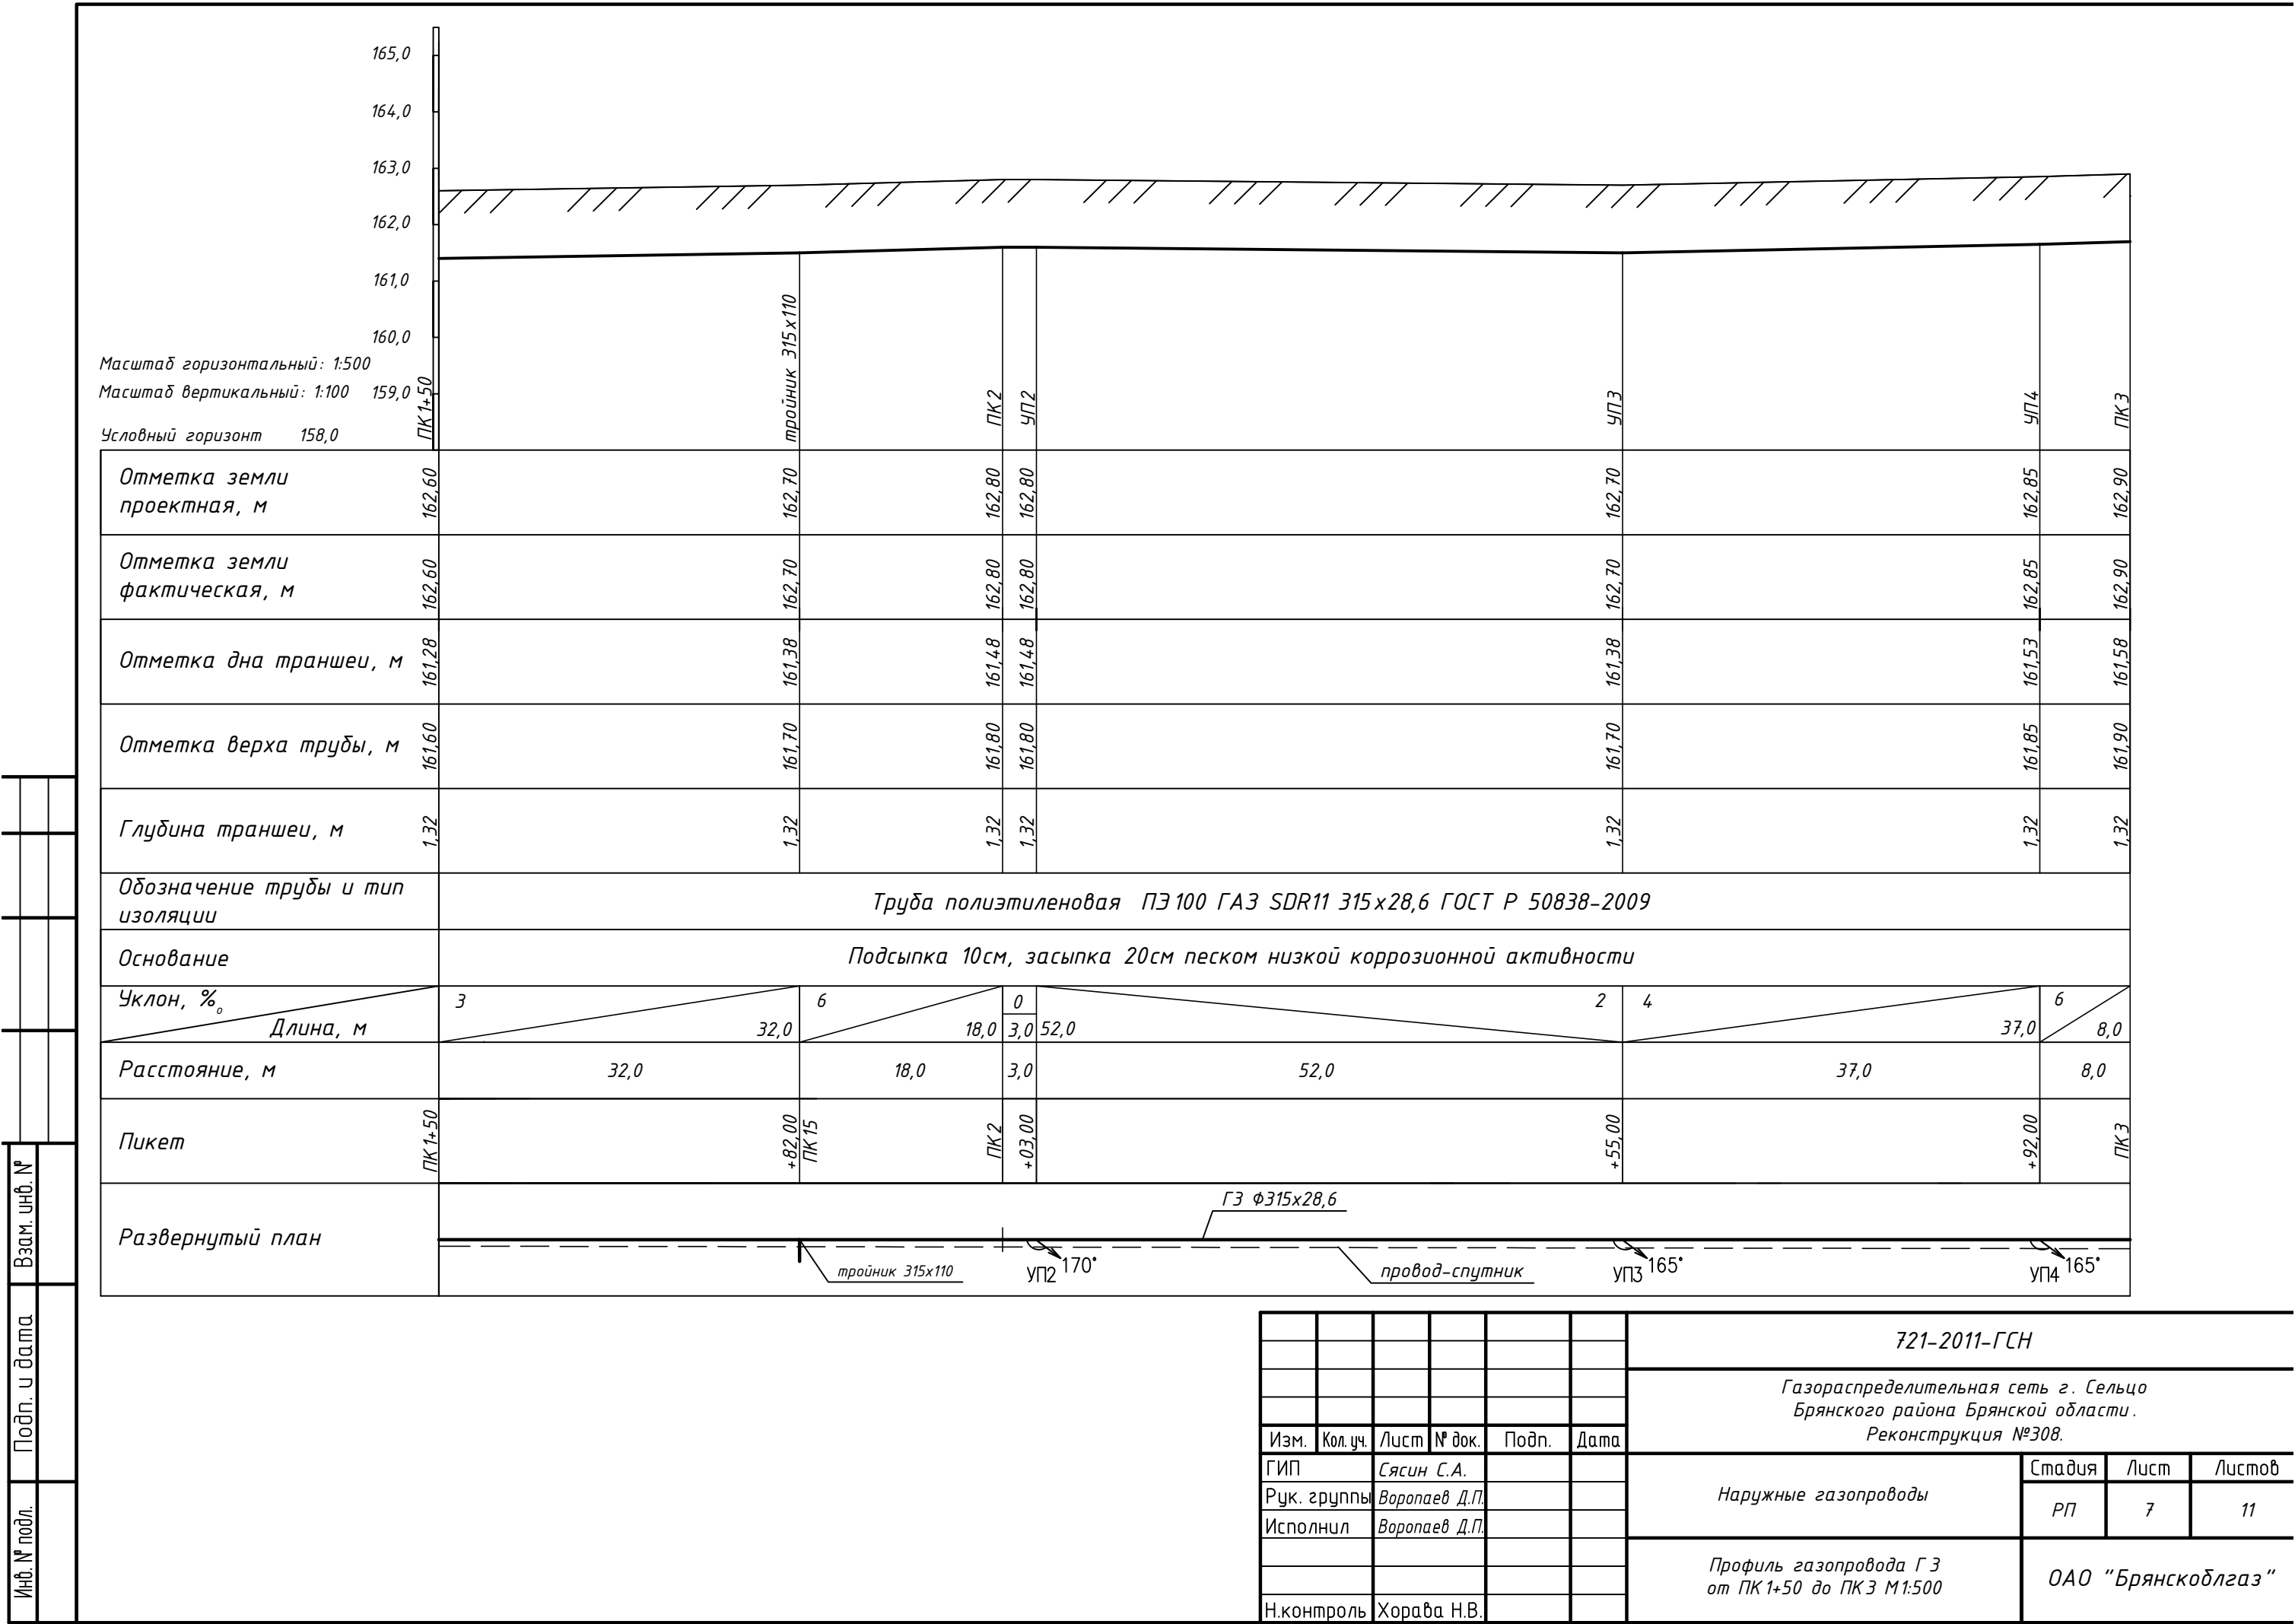 165,0
164,0
163,0
162,0
161,0
160,0
159,0
Масштаб горизонтальный: 1:500
Масштаб вертикальный: 1:100
Условный горизонт 158,0
ПК1+50
тройник 315х110
ПК2
УП2
УП3
УП4
ПК3
Отметка земли
проектная, м
162,60 162,70 162,80 162,80 162,70 162,85 162,90
Отметка земли
фактическая, м
162,60 162,70 162,80 162,80 162,70 162,85 162,90
Отметка дна траншеи, м
161,28 161,38 161,48 161,48 161,38 161,53 161,58
Отметка верха трубы, м
161,60 161,70 161,80 161,80 161,70 161,85 161,90
Глубина траншеи, м
1,32 1,32 1,32 1,32 1,32 1,32 1,32
Обозначение трубы и тип
изоляции
Труба полиэтиленовая ПЭ100 ГАЗ SDR11 315х28,6 ГОСТ Р 50838-2009
Основание
Подсыпка 10см, засыпка 20см песком низкой коррозионной активности
Уклон, ‰
3 6 0 2 4 6
Длина, м
32,0 18,0 3,0 52,0 37,0 8,0
Расстояние, м
32,0 18,0 3,0 52,0 37,0 8,0
Пикет
ПК1+50 +82,00 ПК15 ПК2 +03,00 +55,00 +92,00 ПК3
Развернутый план
Г3 Ф315х28,6
тройник 315х110
УП2 170°
провод-спутник
УП3 165°
УП4 165°
Взам. инв. №
Подп. и дата
Инв. № подл.
721-2011-ГСН
Газораспределительная сеть г. Сельцо
Брянского района Брянской области.
Реконструкция №308.
Изм. Кол. уч. Лист № док. Подп. Дата
ГИП Сясин С.А.
Рук. группы Воропаев Д.П.
Исполнил Воропаев Д.П.
Н.контроль Хорава Н.В.
Наружные газопроводы
Стадия Лист Листов
РП 7 11
Профиль газопровода Г3
от ПК1+50 до ПК3 М1:500
ОАО "Брянскоблгаз"